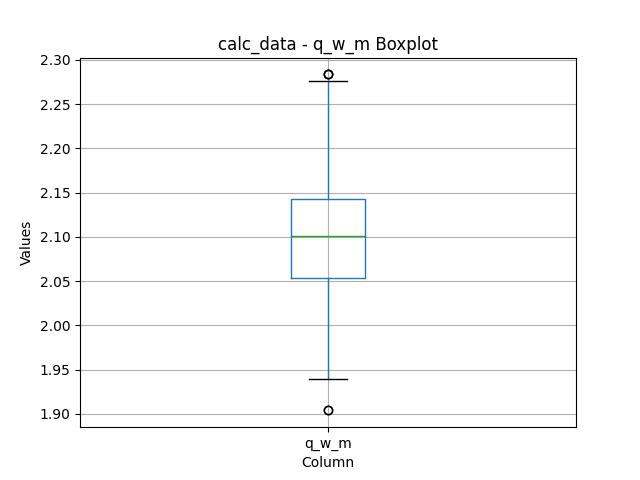 calc_data - q_w_m Boxplot
2.30
2.25
2.20
2.15
2.10
2.05
2.00
1.95
1.90
Values
q_w_m
Column